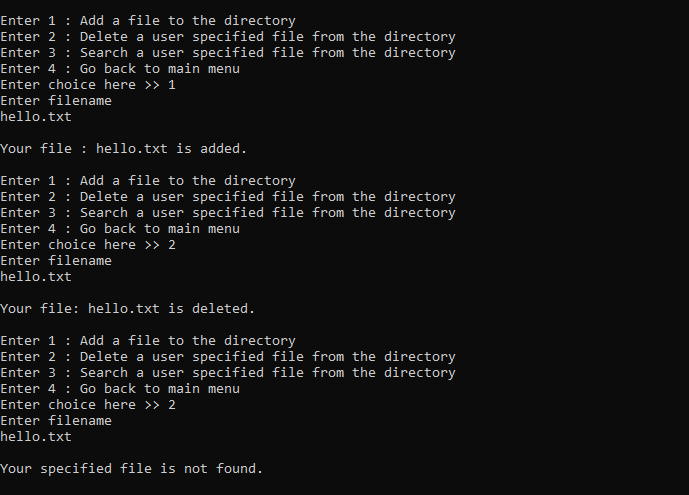 Enter 1 : Add a file to the directory
Enter 2 : Delete a user specified file from the directory
Enter 3 : Search a user specified file from the directory
Enter 4 : Go back to main menu
Enter choice here >> 1
Enter filename
hello.txt
Your file : hello.txt is added.
Enter 1 : Add a file to the directory
Enter 2 : Delete a user specified file from the directory
Enter 3 : Search a user specified file from the directory
Enter 4 : Go back to main menu
Enter choice here >> 2
Enter filename
hello.txt
Your file: hello.txt is deleted.
Enter 1 : Add a file to the directory
Enter 2 : Delete a user specified file from the directory
Enter 3 : Search a user specified file from the directory
Enter 4 : Go back to main menu
Enter choice here >> 2
Enter filename
hello.txt
Your specified file is not found.